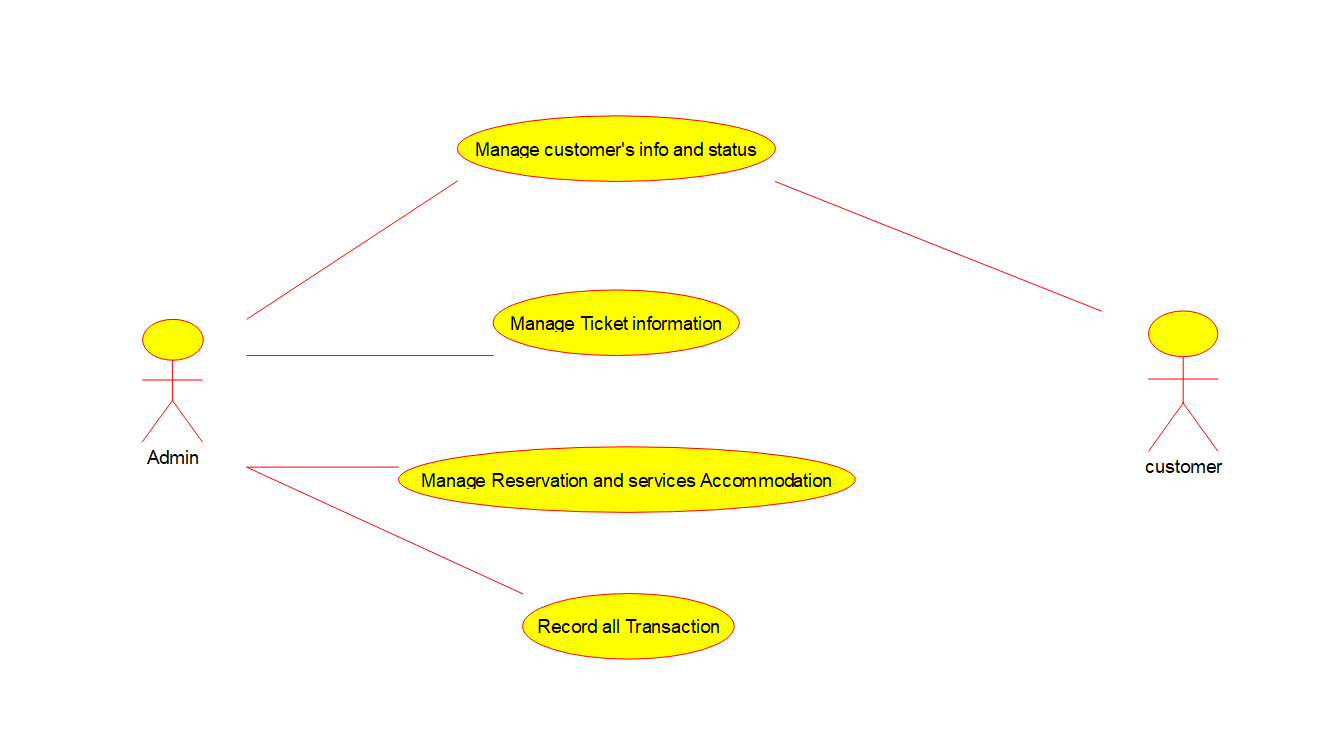 Manage customer's info and status
Manage Ticket information
Admin
customer
Manage Reservation and services Accommodation
Record all Transaction